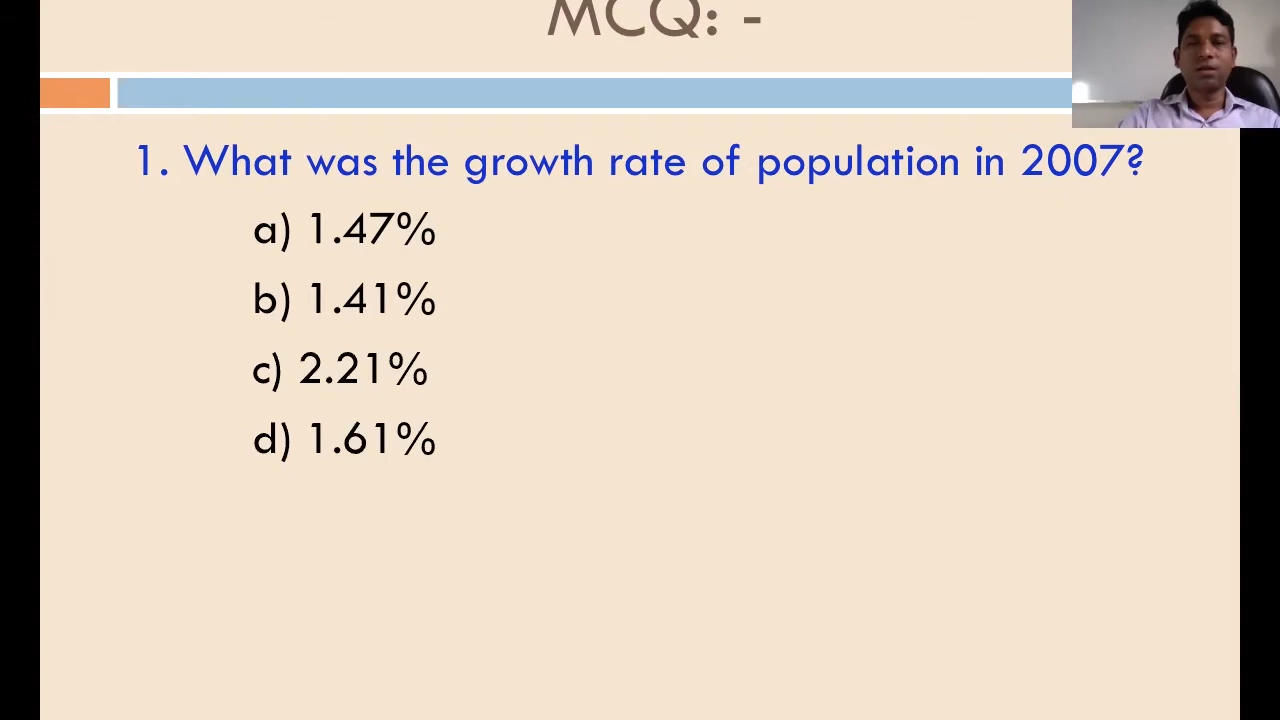 MCQ: -
1. What was the growth rate of population in 2007?
a) 1.47%
b) 1.41%
c) 2.21%
d) 1.61%